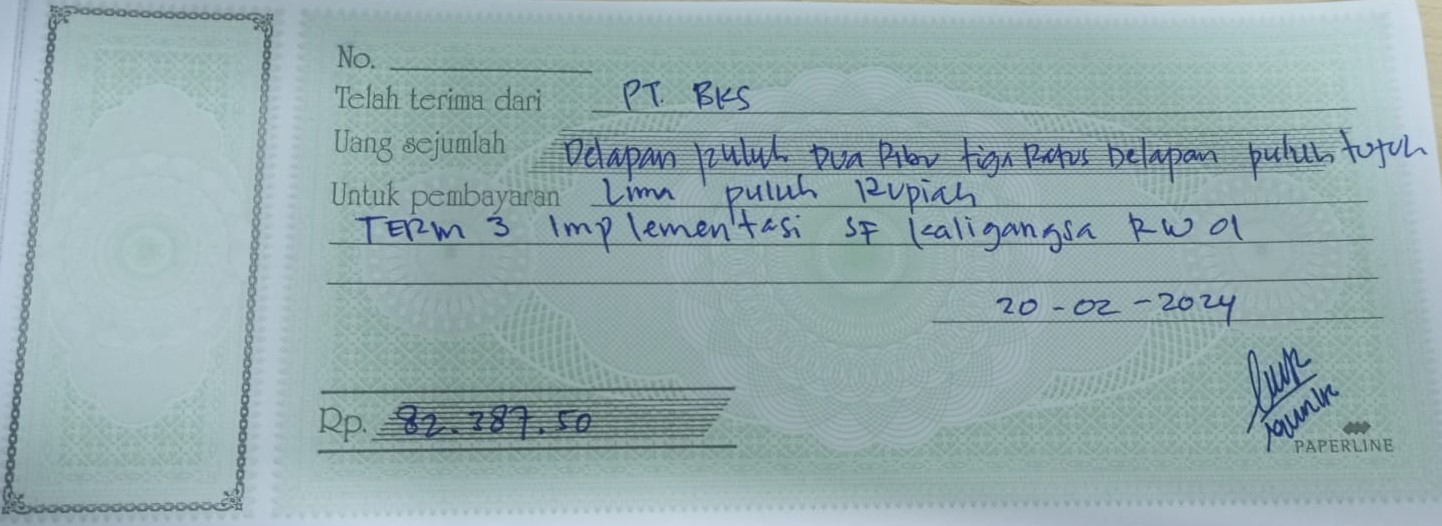 No.
Telah terima dari PT. BKS
Uang sejumlah Delapan puluh Dua Ribu tiga Ratus Delapan puluh tujuh
Untuk pembayaran Lima puluh Rupiah
TERM 3 Implementasi SF kaligangsa RW 01
20-02-2024
Rp. 82.387.50
PAPERLINE